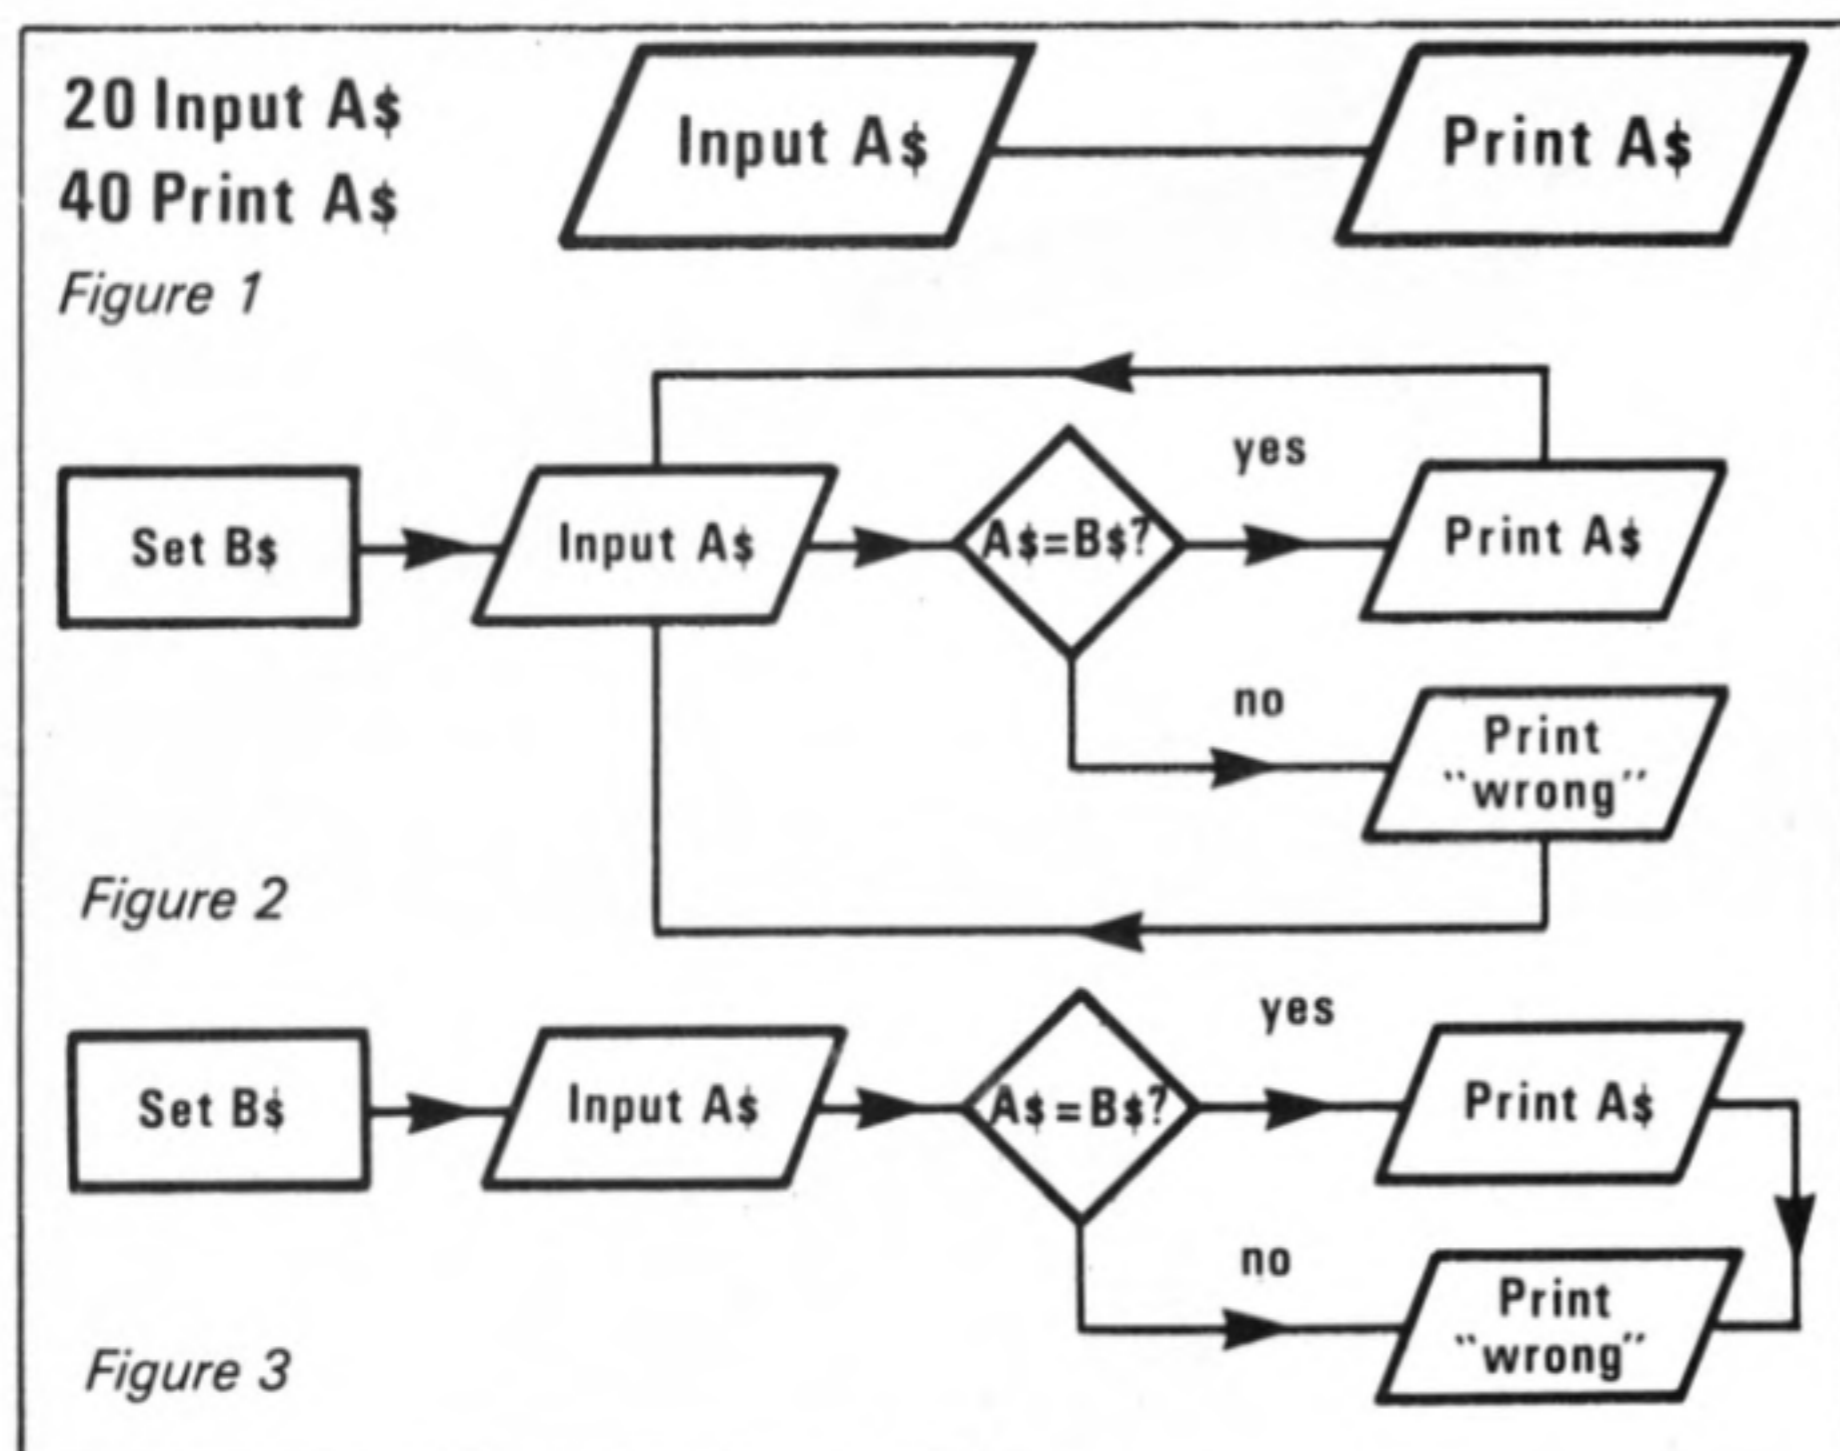 20 Input A$
40 Print A$
Input A$
Print A$
Figure 1
yes
Set B$
Input A$
A$=B$?
Print A$
no
Print
"wrong"
Figure 2
yes
Set B$
Input A$
A$=B$?
Print A$
no
Print
"wrong"
Figure 3